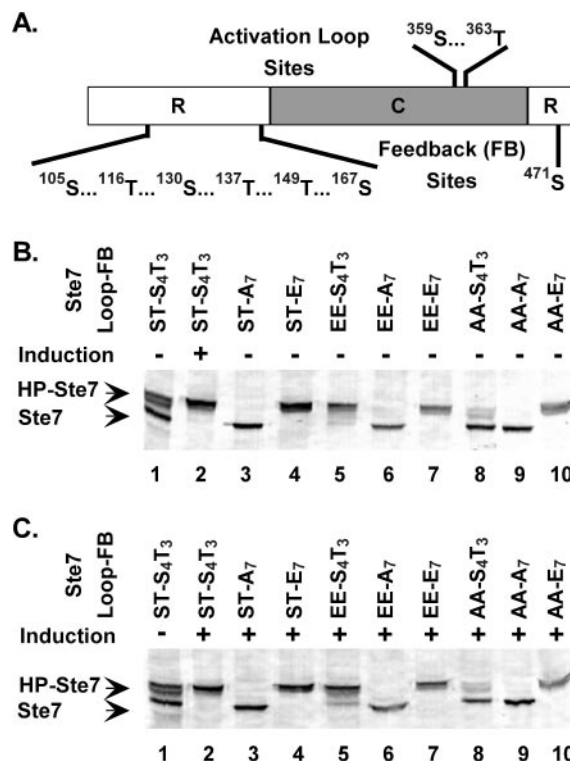 A.
Activation Loop
Sites
359S... 363T
R C R
Feedback (FB)
Sites
105S... 116T... 130S... 137T... 149T... 167S
471S
B.
Ste7
Loop-FB
ST-S4T3 ST-S4T3 ST-A7 ST-E7 EE-S4T3 EE-A7 EE-E7 AA-S4T3 AA-A7 AA-E7
Induction - + - - - - - - - -
HP-Ste7
Ste7
1 2 3 4 5 6 7 8 9 10
C.
Ste7
Loop-FB
ST-S4T3 ST-S4T3 ST-A7 ST-E7 EE-S4T3 EE-A7 EE-E7 AA-S4T3 AA-A7 AA-E7
Induction - + + + + + + + + +
HP-Ste7
Ste7
1 2 3 4 5 6 7 8 9 10